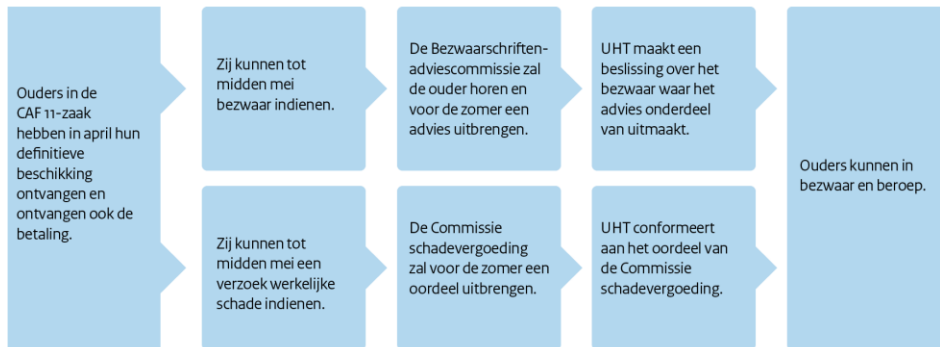 Ouders in de
CAF 11-zaak
hebben in april hun
definitieve
beschikking
ontvangen en
ontvangen ook de
betaling.
Zij kunnen tot
midden mei
bezwaar indienen.
De Bezwaarschriften-
adviescommissie zal
de ouder horen en
voor de zomer een
advies uitbrengen.
UHT maakt een
beslissing over het
bezwaar waar het
advies onderdeel
van uitmaakt.
Zij kunnen tot
midden mei een
verzoek werkelijke
schade indienen.
De Commissie
schadevergoeding
zal voor de zomer een
oordeel uitbrengen.
UHT conformeert
aan het oordeel van
de Commissie
schadevergoeding.
Ouders kunnen in
bezwaar en beroep.